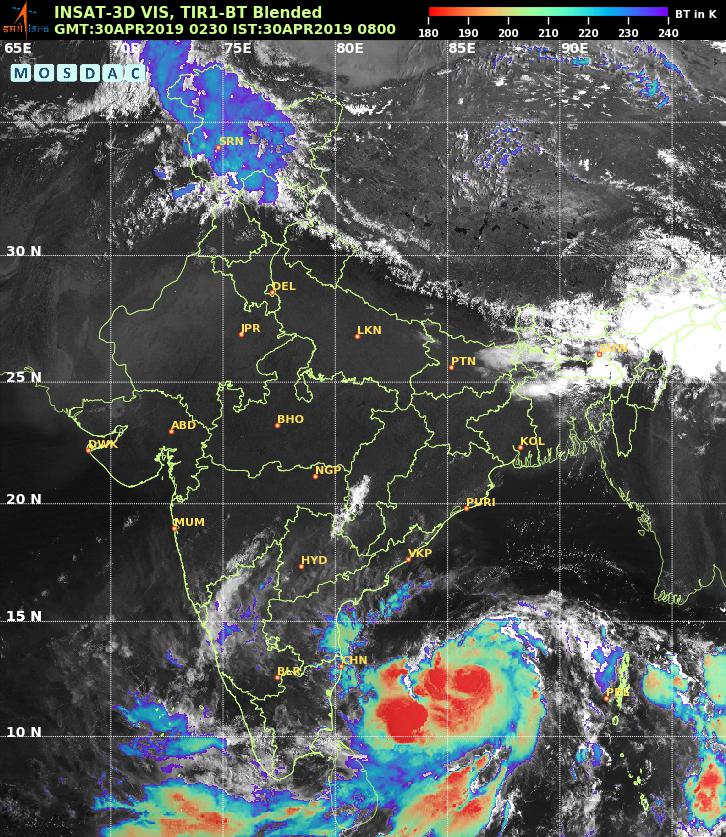 INSAT-3D VIS, TIR1-BT Blended
GMT:30APR2019 0230 IST:30APR2019 0800
BT in K
180 190 200 210 220 230 240
65E 70E 75E 80E 85E 90E
M O S D A C
SRN
30 N
DEL
JPR
LKN
PTN
25 N
ABD
BHO
DWK
KOL
NGP
20 N
PURI
MUM
VKP
HYD
15 N
CHN
BLR
10 N